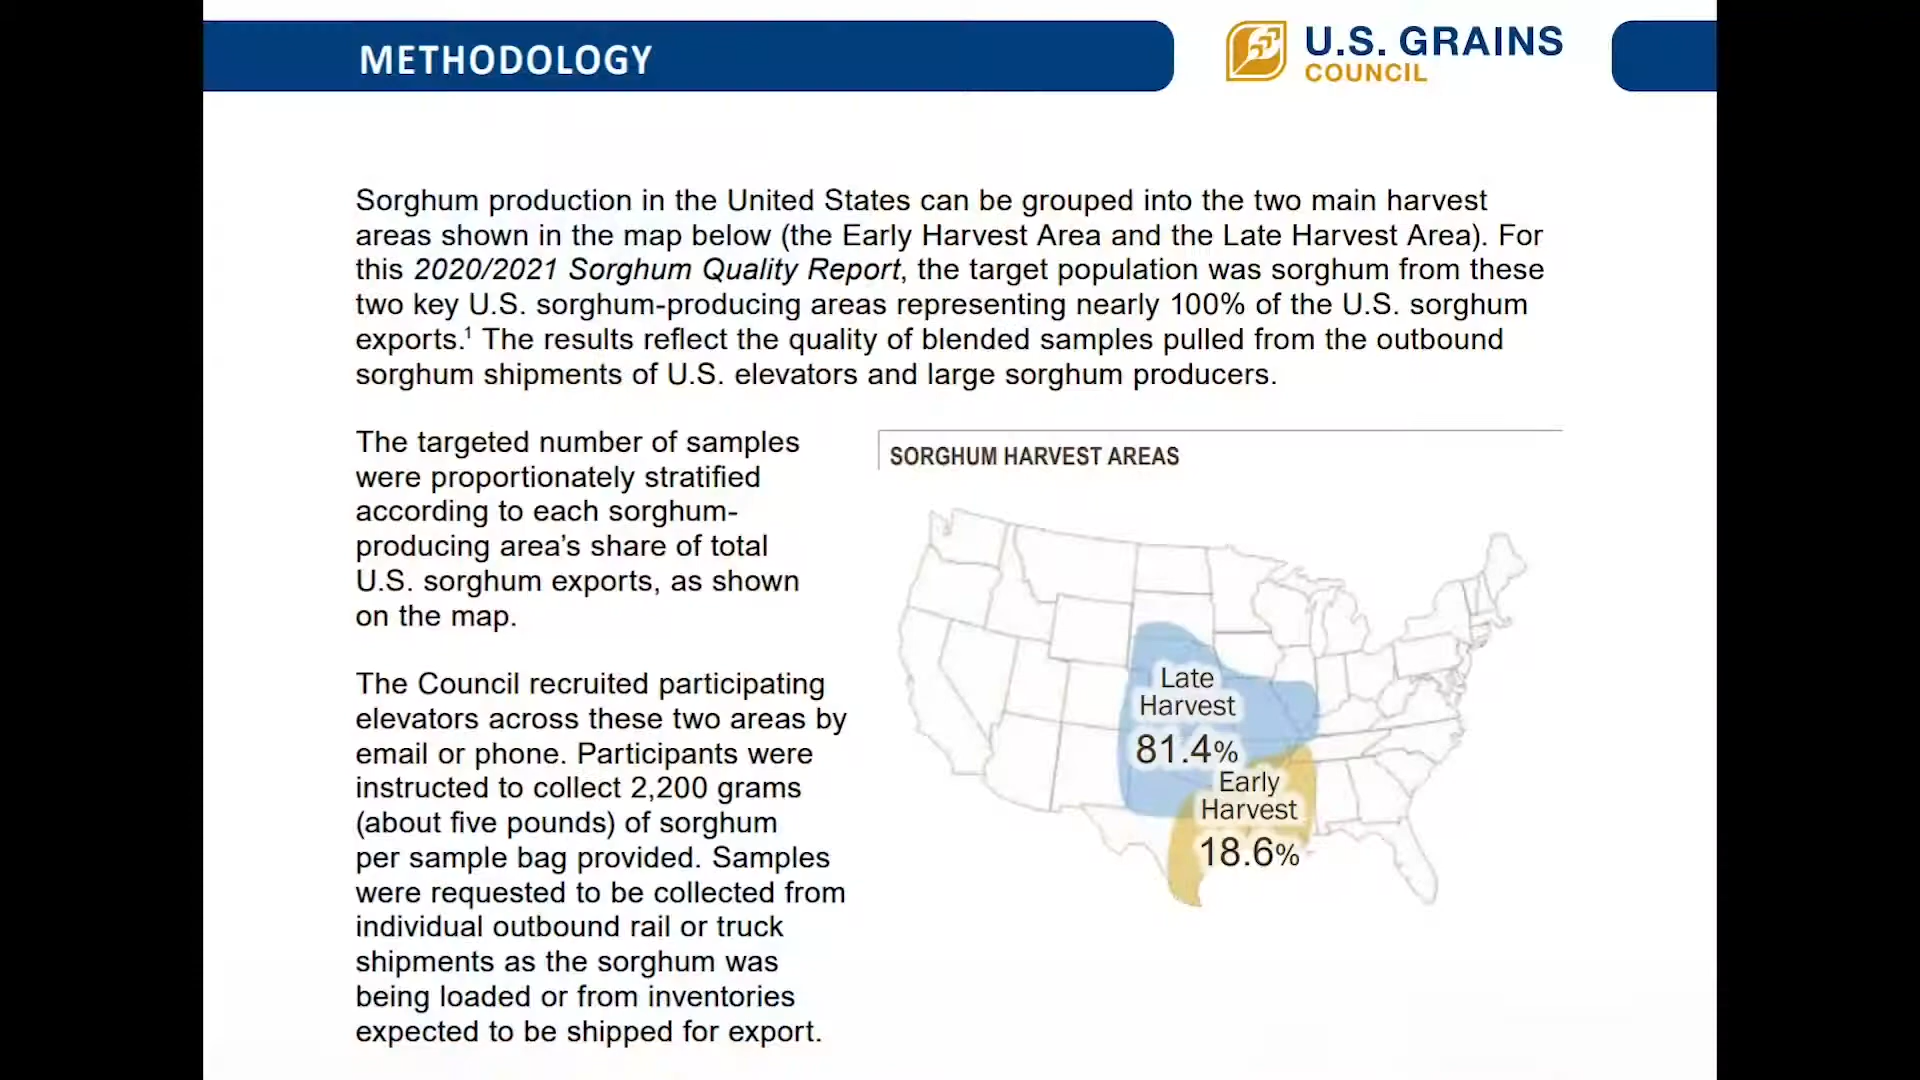 METHODOLOGY
U.S. GRAINS
COUNCIL
Sorghum production in the United States can be grouped into the two main harvest
areas shown in the map below (the Early Harvest Area and the Late Harvest Area). For
this 2020/2021 Sorghum Quality Report, the target population was sorghum from these
two key U.S. sorghum-producing areas representing nearly 100% of the U.S. sorghum
exports.¹ The results reflect the quality of blended samples pulled from the outbound
sorghum shipments of U.S. elevators and large sorghum producers.
The targeted number of samples
were proportionately stratified
according to each sorghum-
producing area’s share of total
U.S. sorghum exports, as shown
on the map.
The Council recruited participating
elevators across these two areas by
email or phone. Participants were
instructed to collect 2,200 grams
(about five pounds) of sorghum
per sample bag provided. Samples
were requested to be collected from
individual outbound rail or truck
shipments as the sorghum was
being loaded or from inventories
expected to be shipped for export.
SORGHUM HARVEST AREAS
Late
Harvest
81.4%
Early
Harvest
18.6%